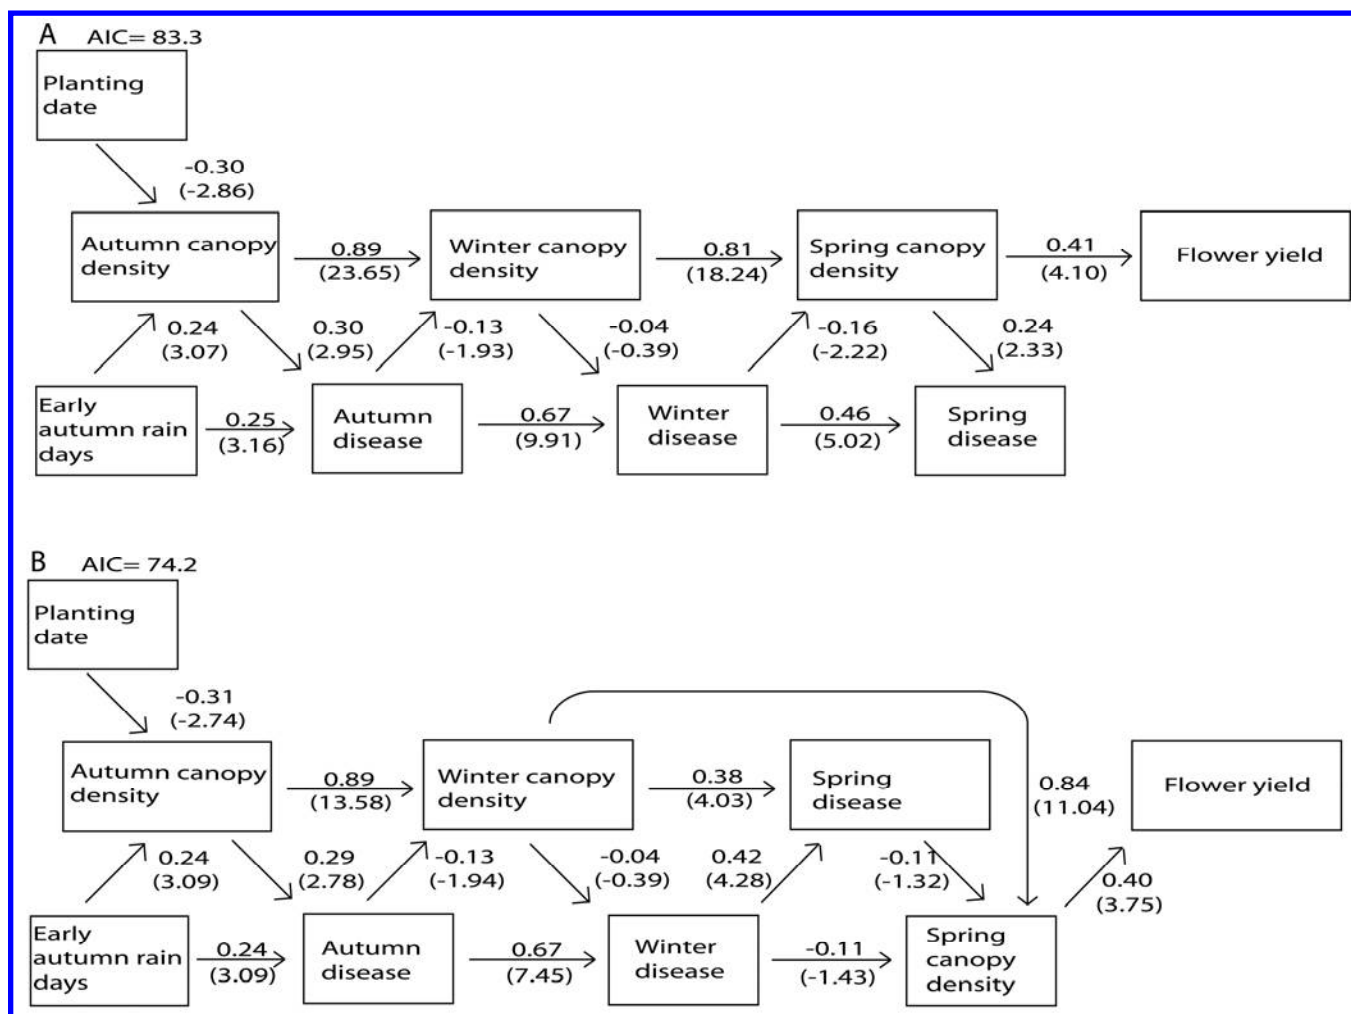 A AIC= 83.3
Planting
date
-0.30
(-2.86)
Autumn canopy
density
0.89
(23.65)
Winter canopy
density
0.81
(18.24)
Spring canopy
density
0.41
(4.10)
Flower yield
0.24
(3.07)
0.30
(2.95)
-0.13
(-1.93)
-0.04
(-0.39)
-0.16
(-2.22)
0.24
(2.33)
Early
autumn rain
days
0.25
(3.16)
Autumn
disease
0.67
(9.91)
Winter
disease
0.46
(5.02)
Spring
disease
B AIC= 74.2
Planting
date
-0.31
(-2.74)
Autumn canopy
density
0.89
(13.58)
Winter canopy
density
0.38
(4.03)
Spring
disease
0.84
(11.04)
Flower yield
0.24
(3.09)
0.29
(2.78)
-0.13
(-1.94)
-0.04
(-0.39)
0.42
(4.28)
-0.11
(-1.32)
0.40
(3.75)
Early
autumn rain
days
0.24
(3.09)
Autumn
disease
0.67
(7.45)
Winter
disease
-0.11
(-1.43)
Spring
canopy
density